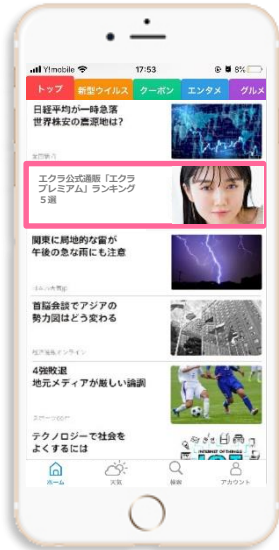 Y!mobile
17:53
8%
トップ
新型ウイルス
クーポン
エンタメ
グルメ
日経平均が一時急落
世界株安の震源地は?
エクラ公式通販「エクラ
プレミアム」ランキング
5選
関東に局地的な雷が
午後の急な雨にも注意
首脳会談でアジアの
勢力図はどう変わる
4強敗退
地元メディアが厳しい論調
テクノロジーで社会を
よくするには
INTERNET OF THINGS
ホーム
天気
検索
アカウント